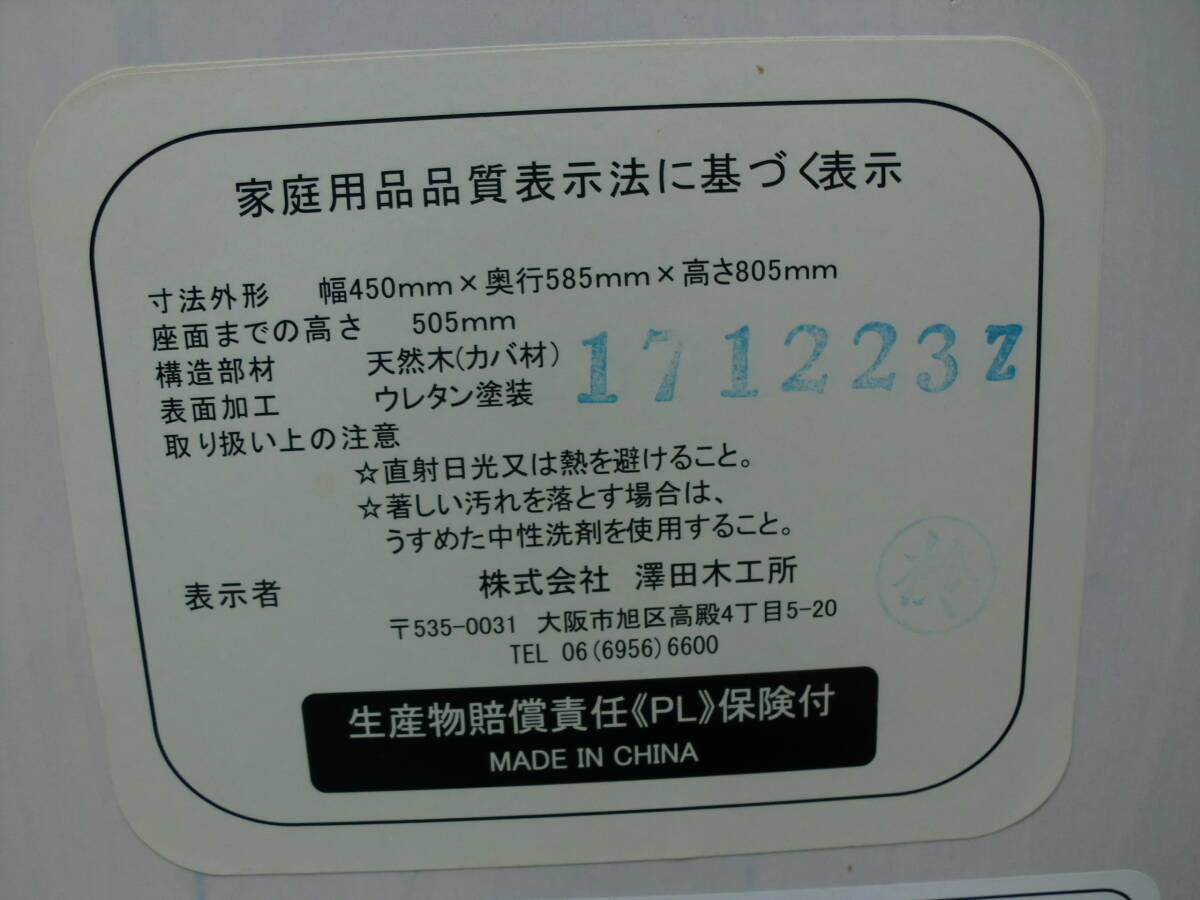 家庭用品品質表示法に基づく表示
寸法外形 幅450mm×奥行585mm×高さ805mm
座面までの高さ 505mm
構造部材 天然木(カバ材)
171223Z
表面加工 ウレタン塗装
取り扱い上の注意
☆直射日光又は熱を避けること。
☆著しい汚れを落とす場合は、
うすめた中性洗剤を使用すること。
表示者 株式会社 澤田木工所
〒535-0031 大阪市旭区高殿4丁目5-20
TEL 06(6956)6600
生産物賠償責任《PL》保険付
MADE IN CHINA